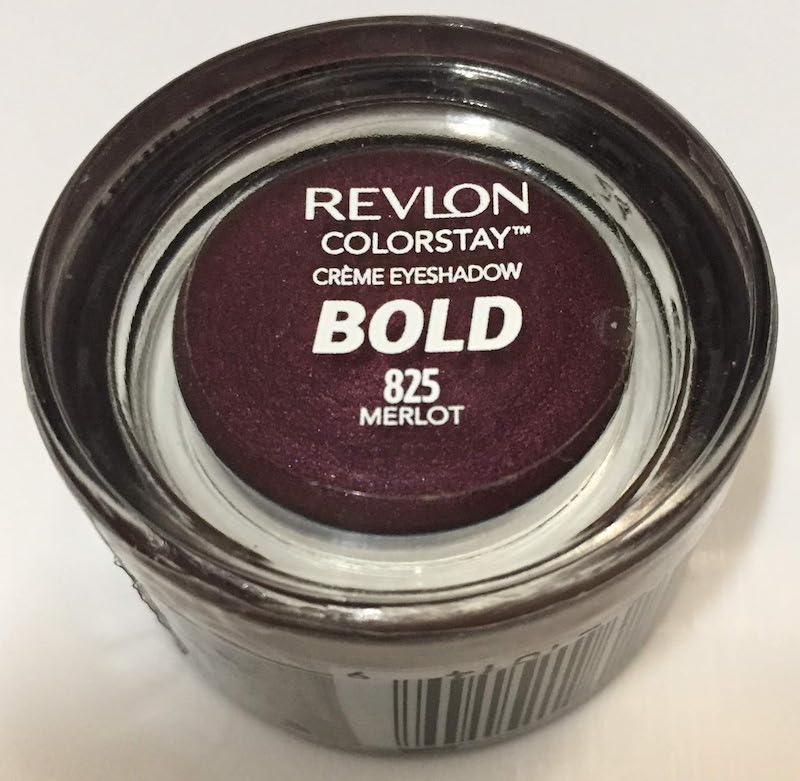 REVLON
COLORSTAY™
CRÈME EYESHADOW
BOLD
825
MERLOT